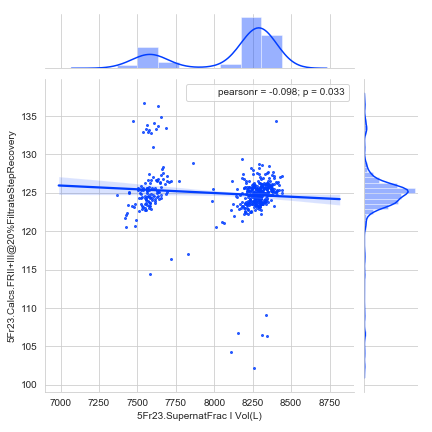 pearsonr = -0.098; p = 0.033
135
130
125
120
115
110
105
100
5Fr23.Calcs.FRII+III@20%FiltrateStepRecovery
7000 7250 7500 7750 8000 8250 8500 8750
5Fr23.SupernatFrac I Vol(L)